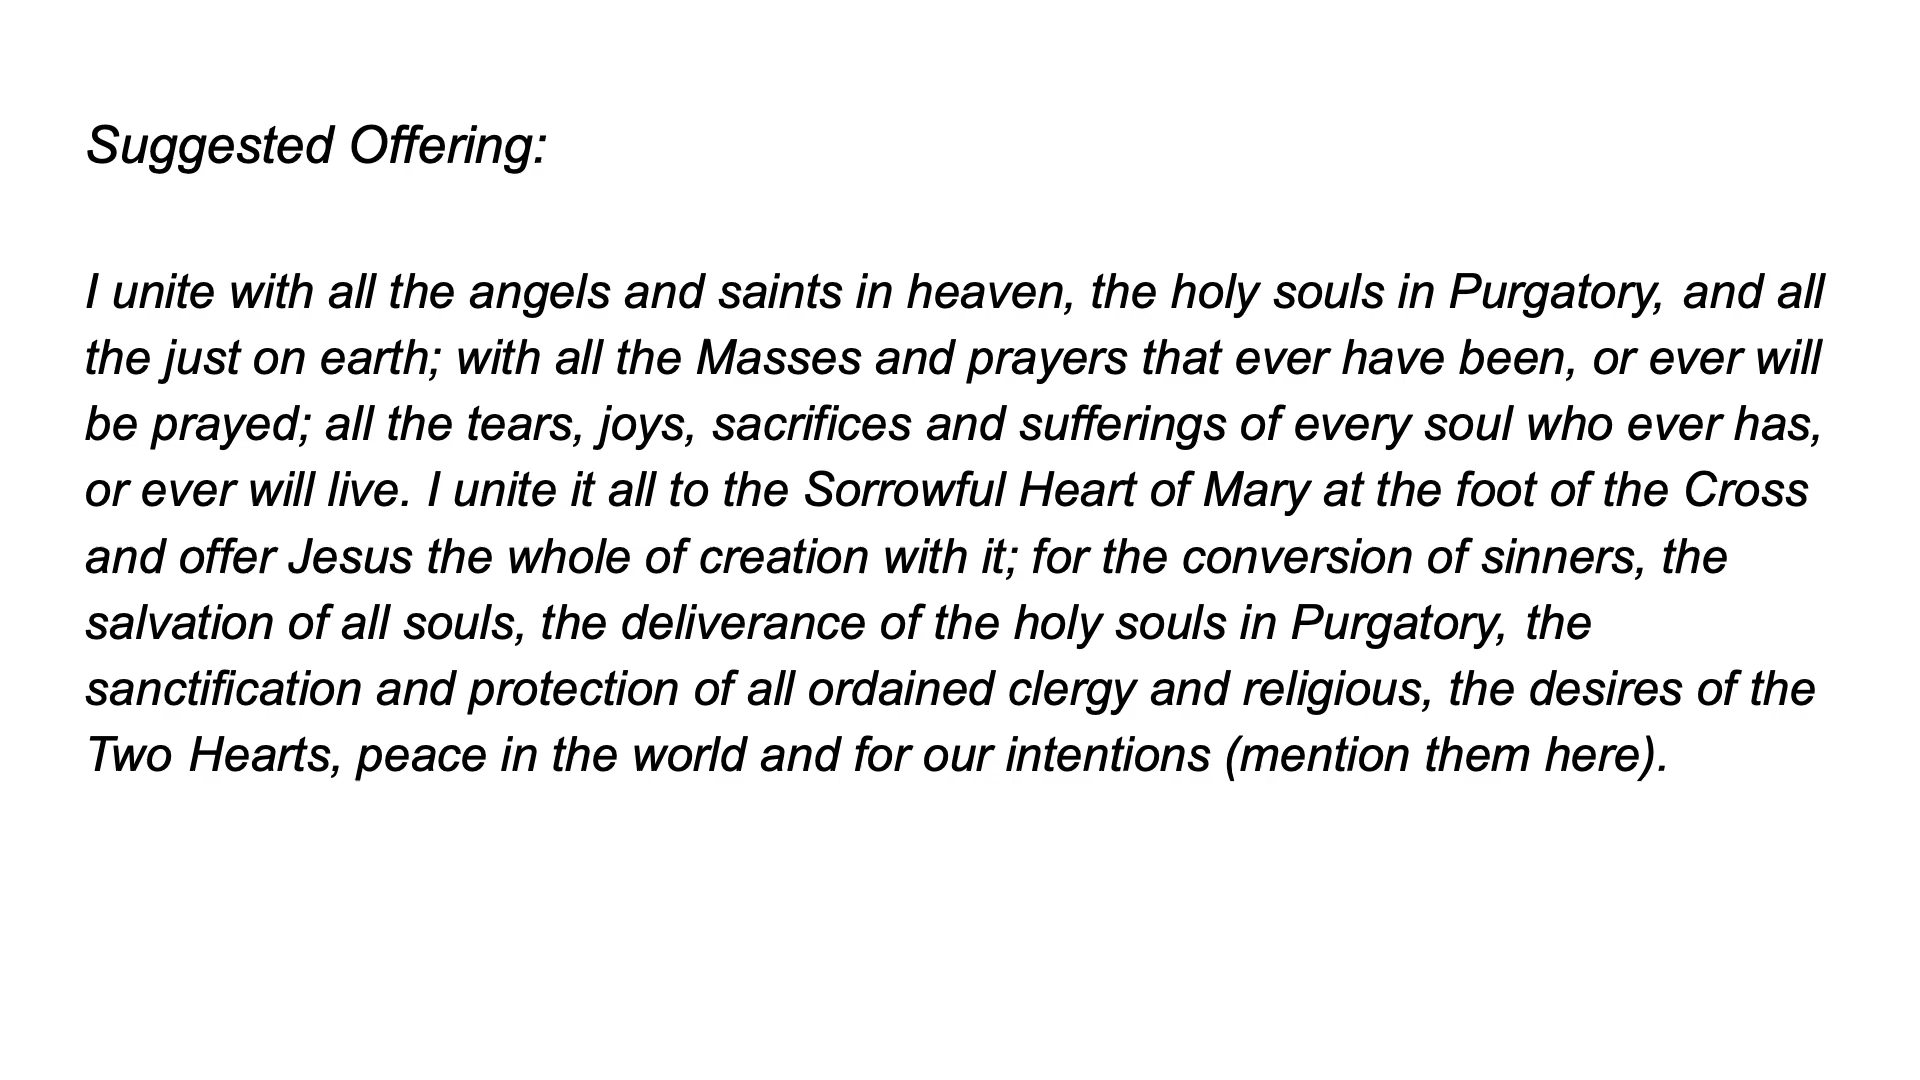 Suggested Offering:
I unite with all the angels and saints in heaven, the holy souls in Purgatory, and all
the just on earth; with all the Masses and prayers that ever have been, or ever will
be prayed; all the tears, joys, sacrifices and sufferings of every soul who ever has,
or ever will live. I unite it all to the Sorrowful Heart of Mary at the foot of the Cross
and offer Jesus the whole of creation with it; for the conversion of sinners, the
salvation of all souls, the deliverance of the holy souls in Purgatory, the
sanctification and protection of all ordained clergy and religious, the desires of the
Two Hearts, peace in the world and for our intentions (mention them here).